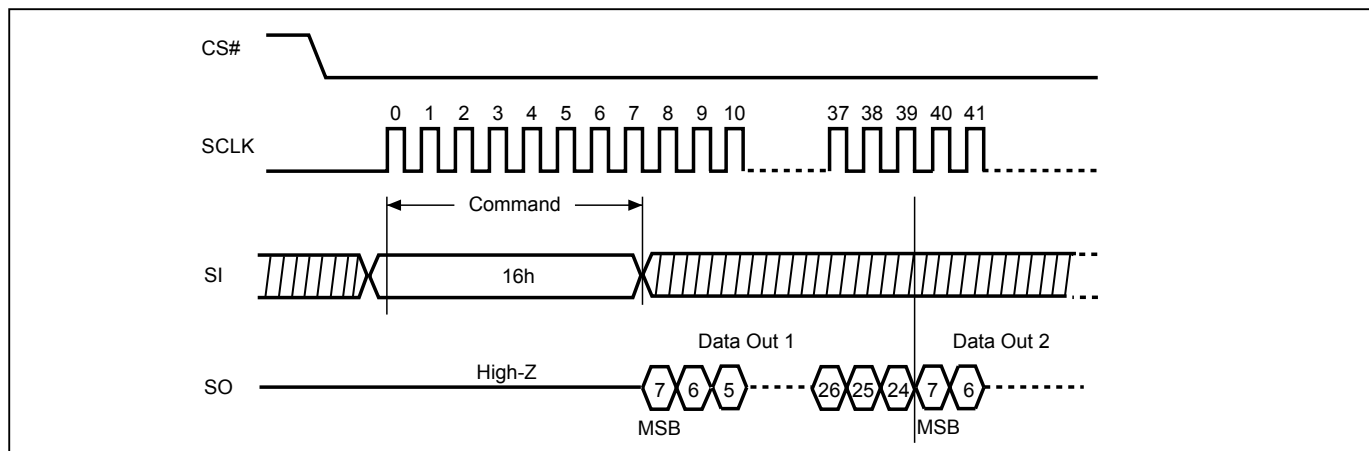 CS#
0 1 2 3 4 5 6 7 8 9 10 37 38 39 40 41
SCLK
Command
SI 16h
Data Out 1 Data Out 2
High-Z
SO 7 6 5 26 25 24 7 6
MSB MSB